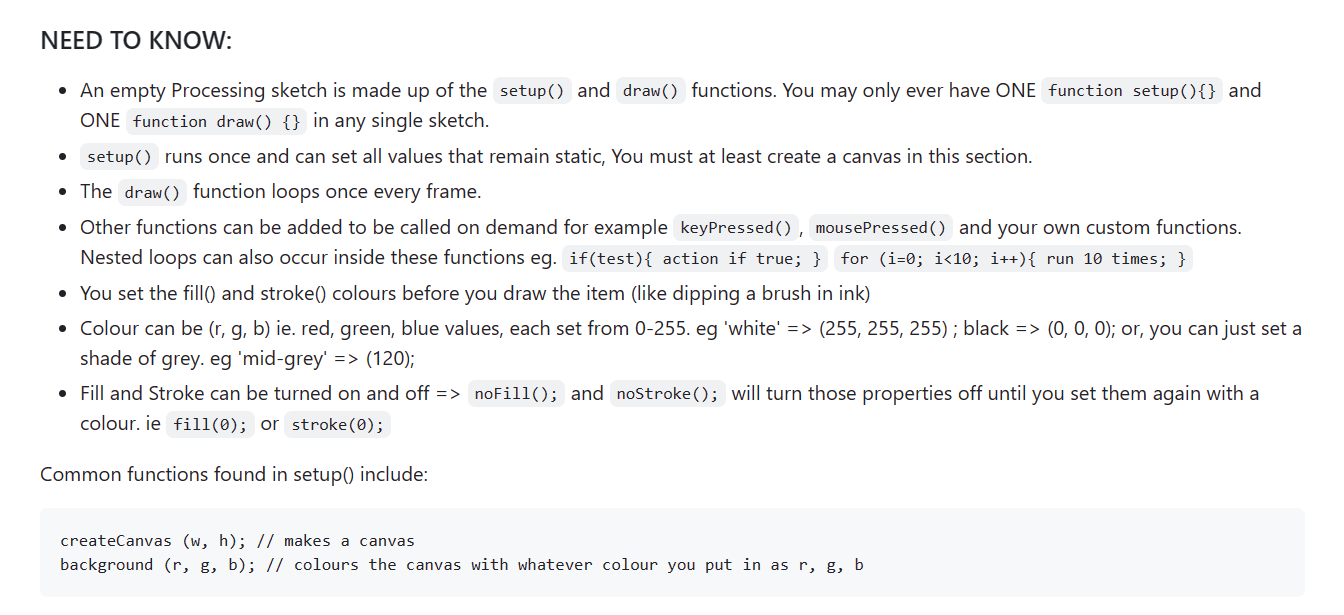 NEED TO KNOW:
• An empty Processing sketch is made up of the setup() and draw() functions. You may only ever have ONE function setup(){} and
ONE function draw() {} in any single sketch.
• setup() runs once and can set all values that remain static, You must at least create a canvas in this section.
• The draw() function loops once every frame.
• Other functions can be added to be called on demand for example keyPressed() , mousePressed() and your own custom functions.
Nested loops can also occur inside these functions eg. if(test){ action if true; } for (i=0; i<10; i++){ run 10 times; }
• You set the fill() and stroke() colours before you draw the item (like dipping a brush in ink)
• Colour can be (r, g, b) ie. red, green, blue values, each set from 0-255. eg 'white' => (255, 255, 255) ; black => (0, 0, 0); or, you can just set a
shade of grey. eg 'mid-grey' => (120);
• Fill and Stroke can be turned on and off => noFill(); and noStroke(); will turn those properties off until you set them again with a
colour. ie fill(0); or stroke(0);
Common functions found in setup() include:
createCanvas (w, h); // makes a canvas
background (r, g, b); // colours the canvas with whatever colour you put in as r, g, b